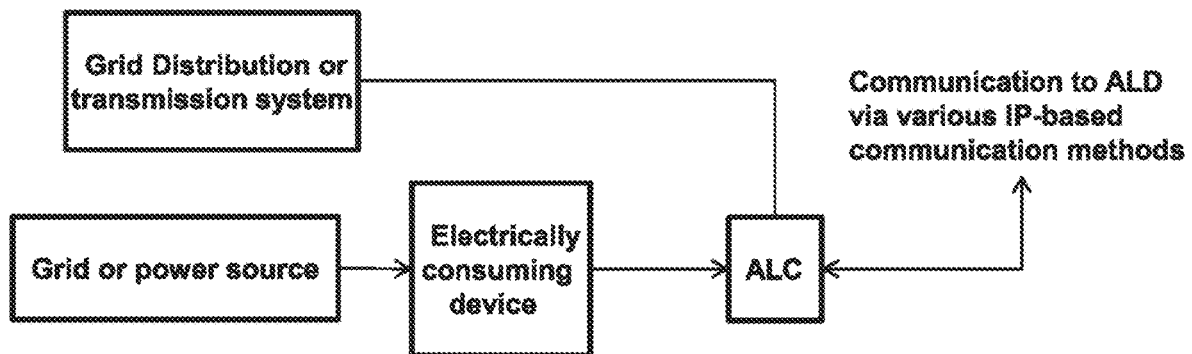 Grid Distribution or
transmission system
Communication to ALD
via various IP-based
communication methods
Grid or power source
Electrically
consuming
device
ALC